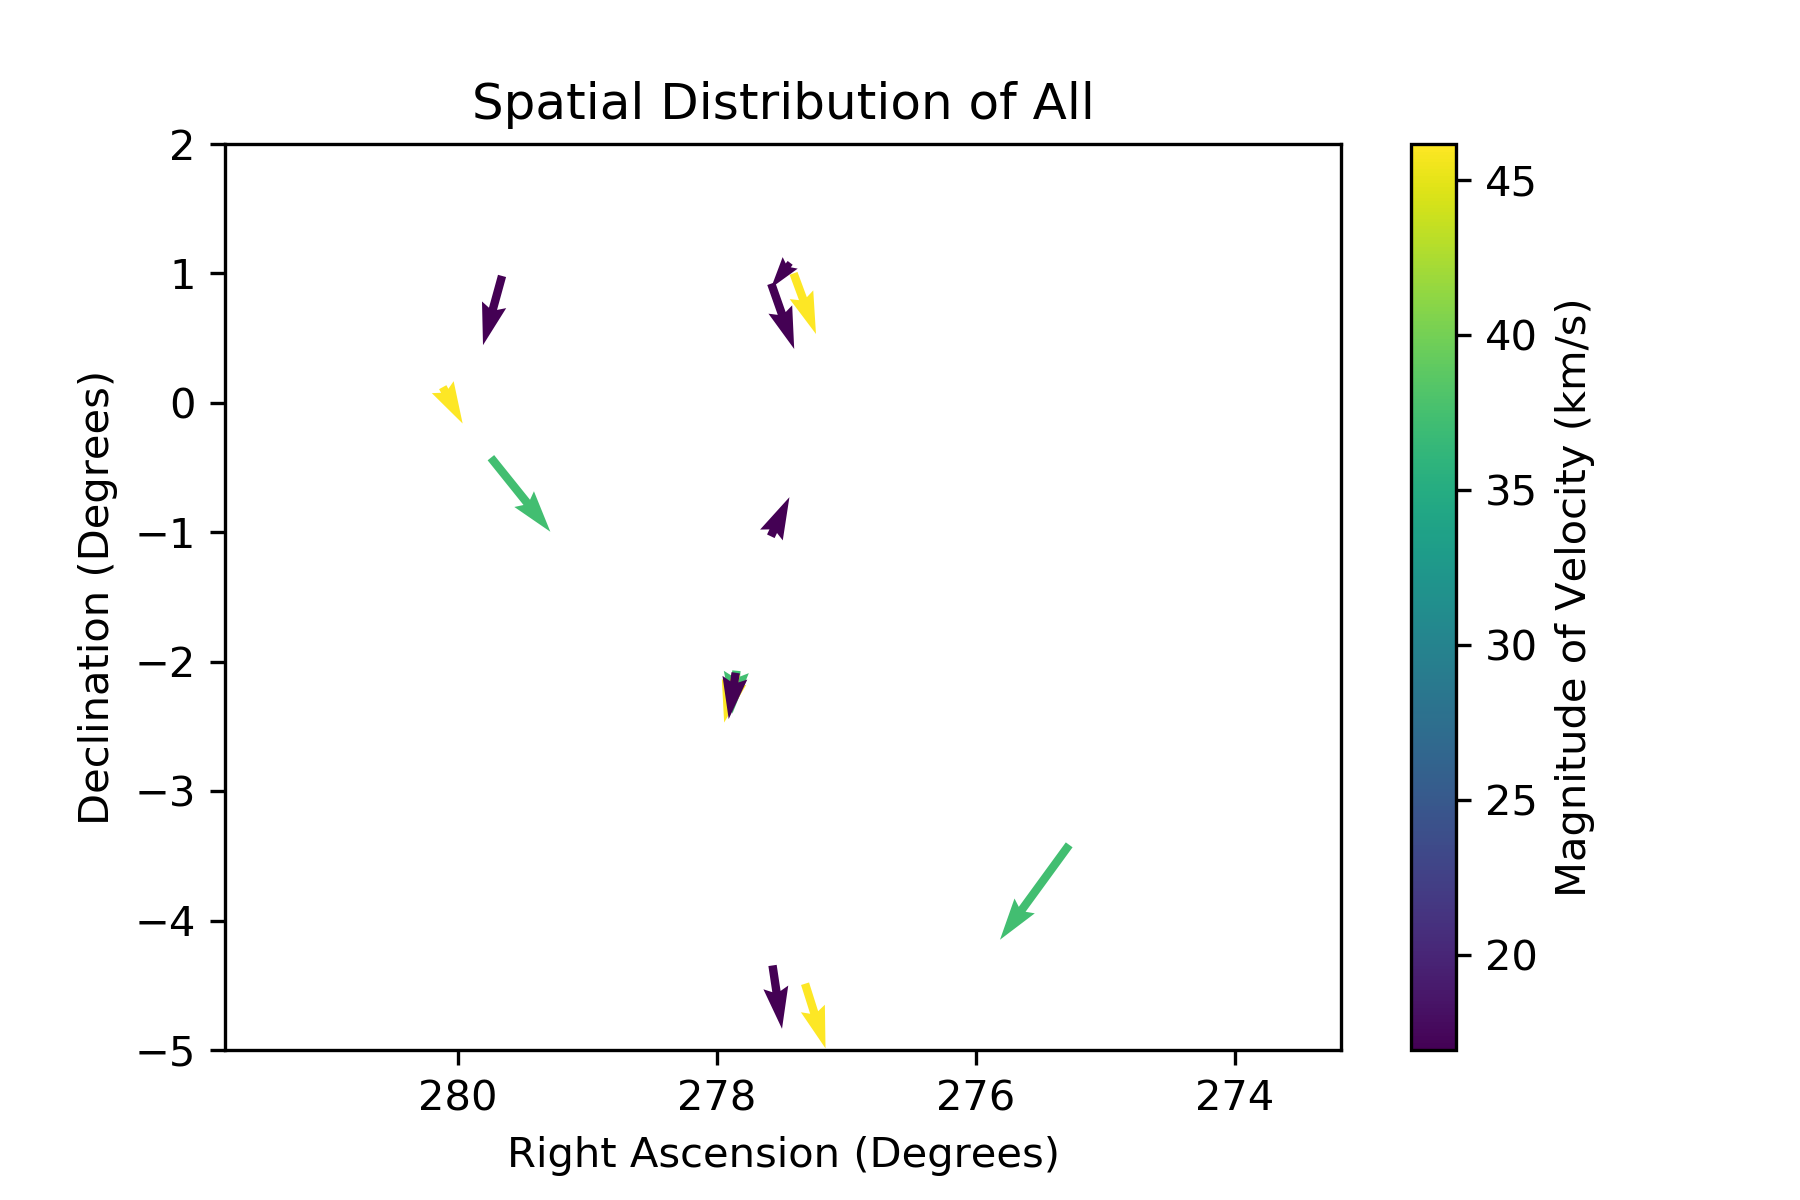 Spatial Distribution of All
2
1
0
−1
−2
−3
−4
−5
Declination (Degrees)
280 278 276 274
Right Ascension (Degrees)
45
40
35
30
25
20
Magnitude of Velocity (km/s)